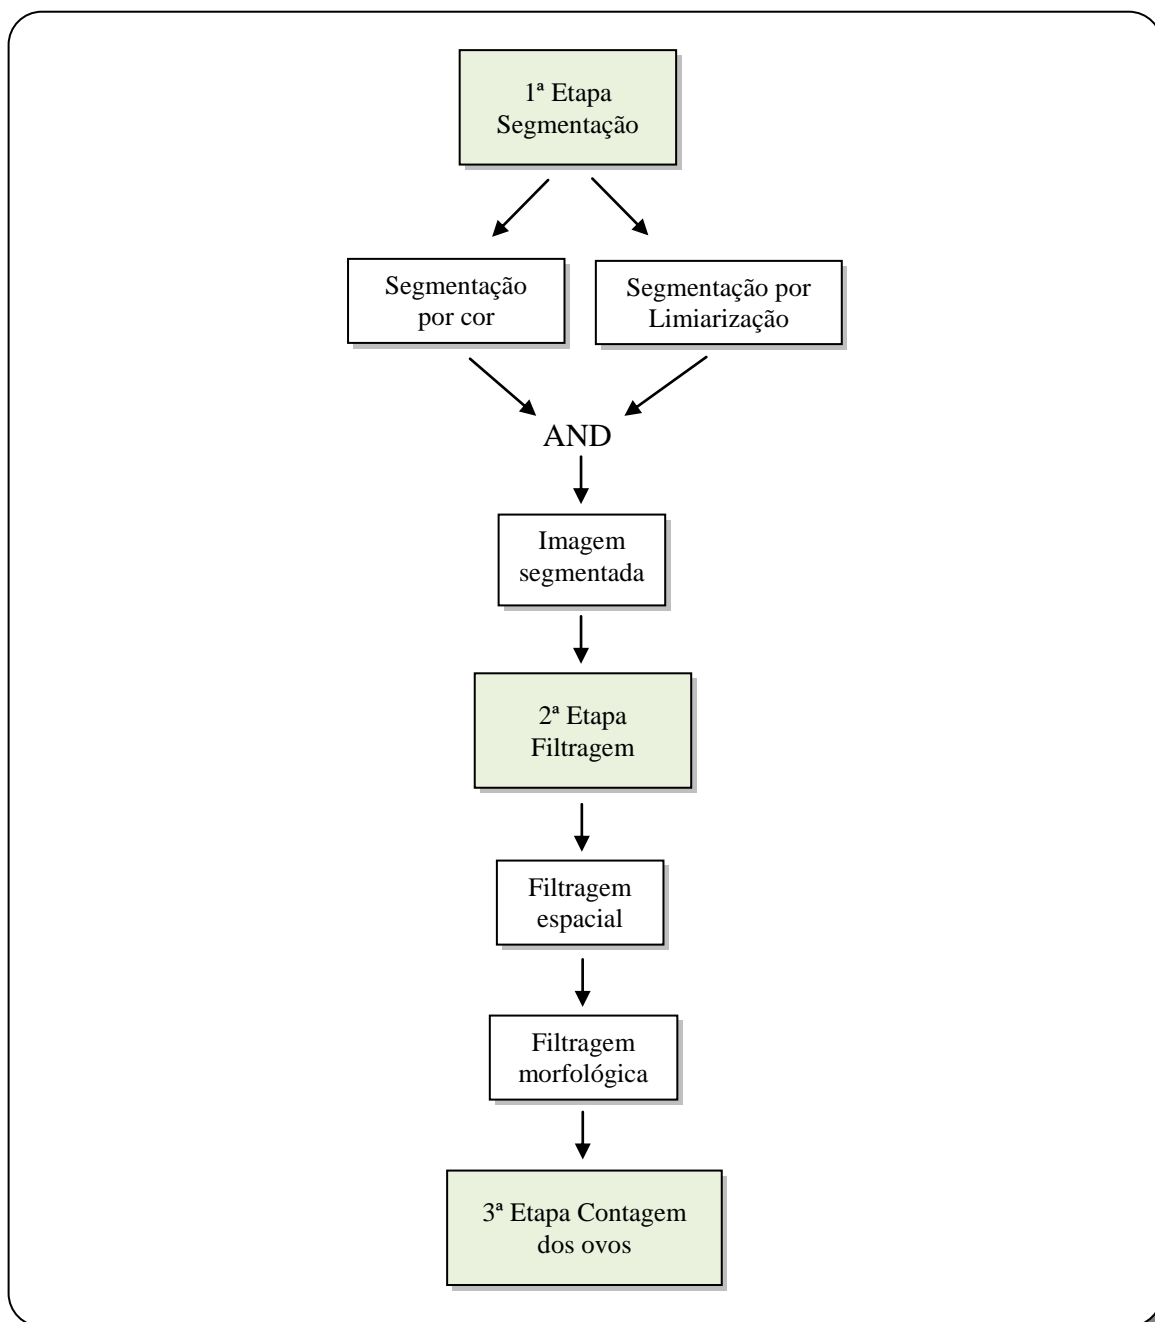 1ª Etapa
Segmentação
Segmentação
por cor
Segmentação por
Limiarização
AND
Imagem
segmentada
2ª Etapa
Filtragem
Filtragem
espacial
Filtragem
morfológica
3ª Etapa Contagem
dos ovos